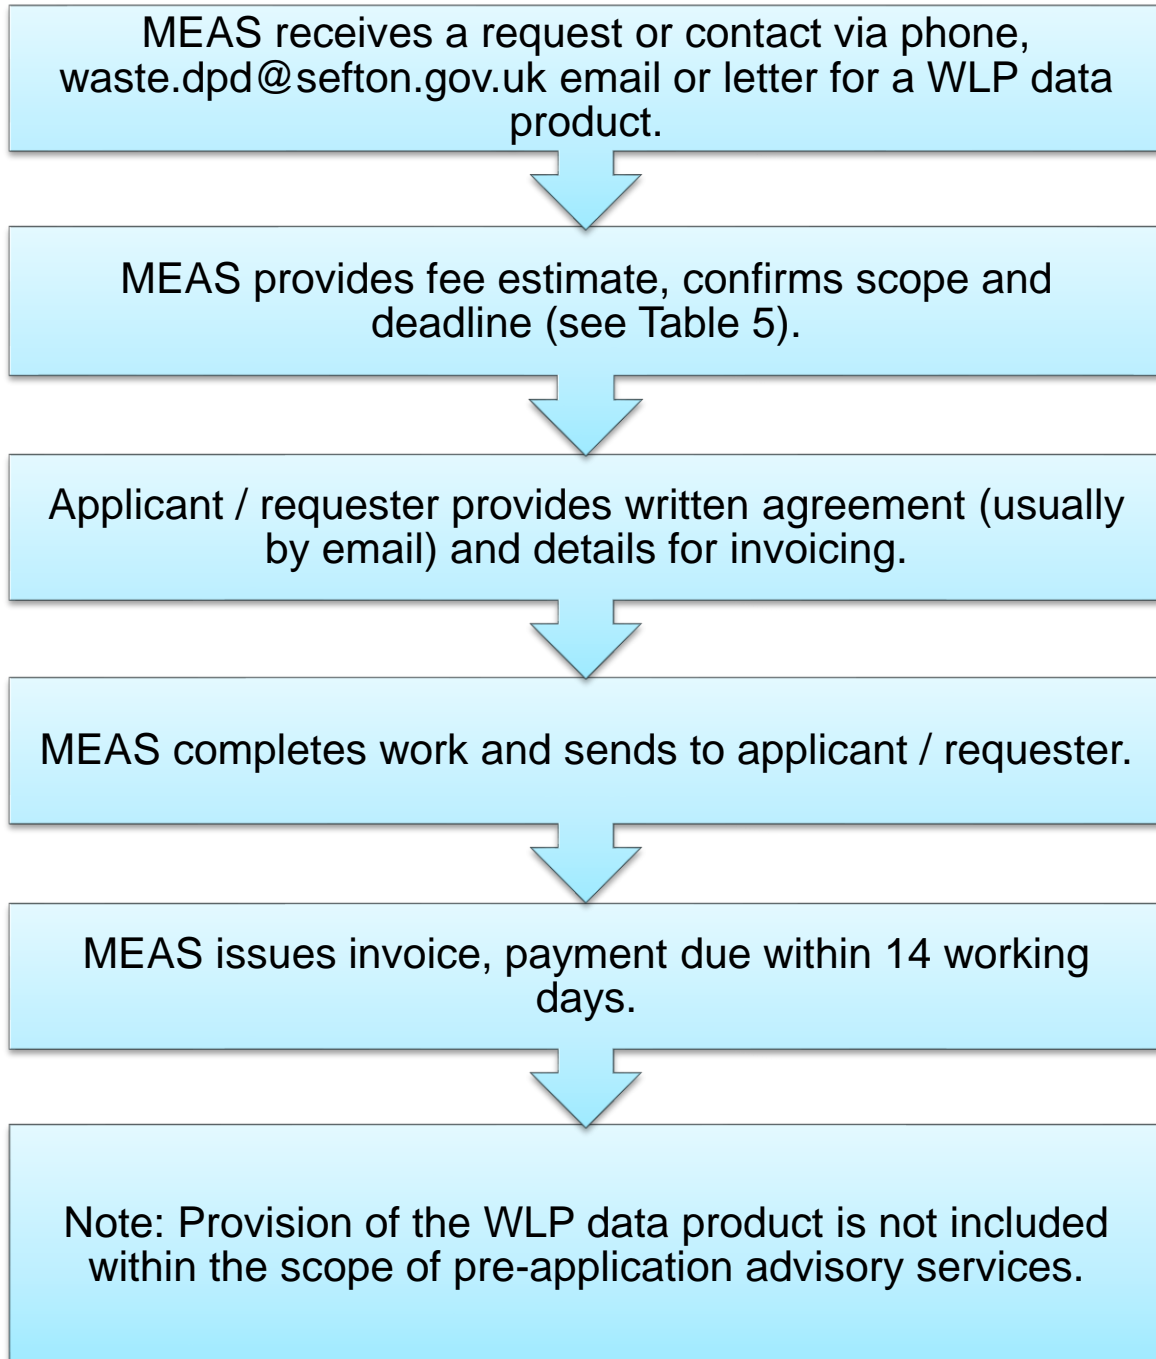 MEAS receives a request or contact via phone,
waste.dpd@sefton.gov.uk email or letter for a WLP data
product.
MEAS provides fee estimate, confirms scope and
deadline (see Table 5).
Applicant / requester provides written agreement (usually
by email) and details for invoicing.
MEAS completes work and sends to applicant / requester.
MEAS issues invoice, payment due within 14 working
days.
Note: Provision of the WLP data product is not included
within the scope of pre-application advisory services.